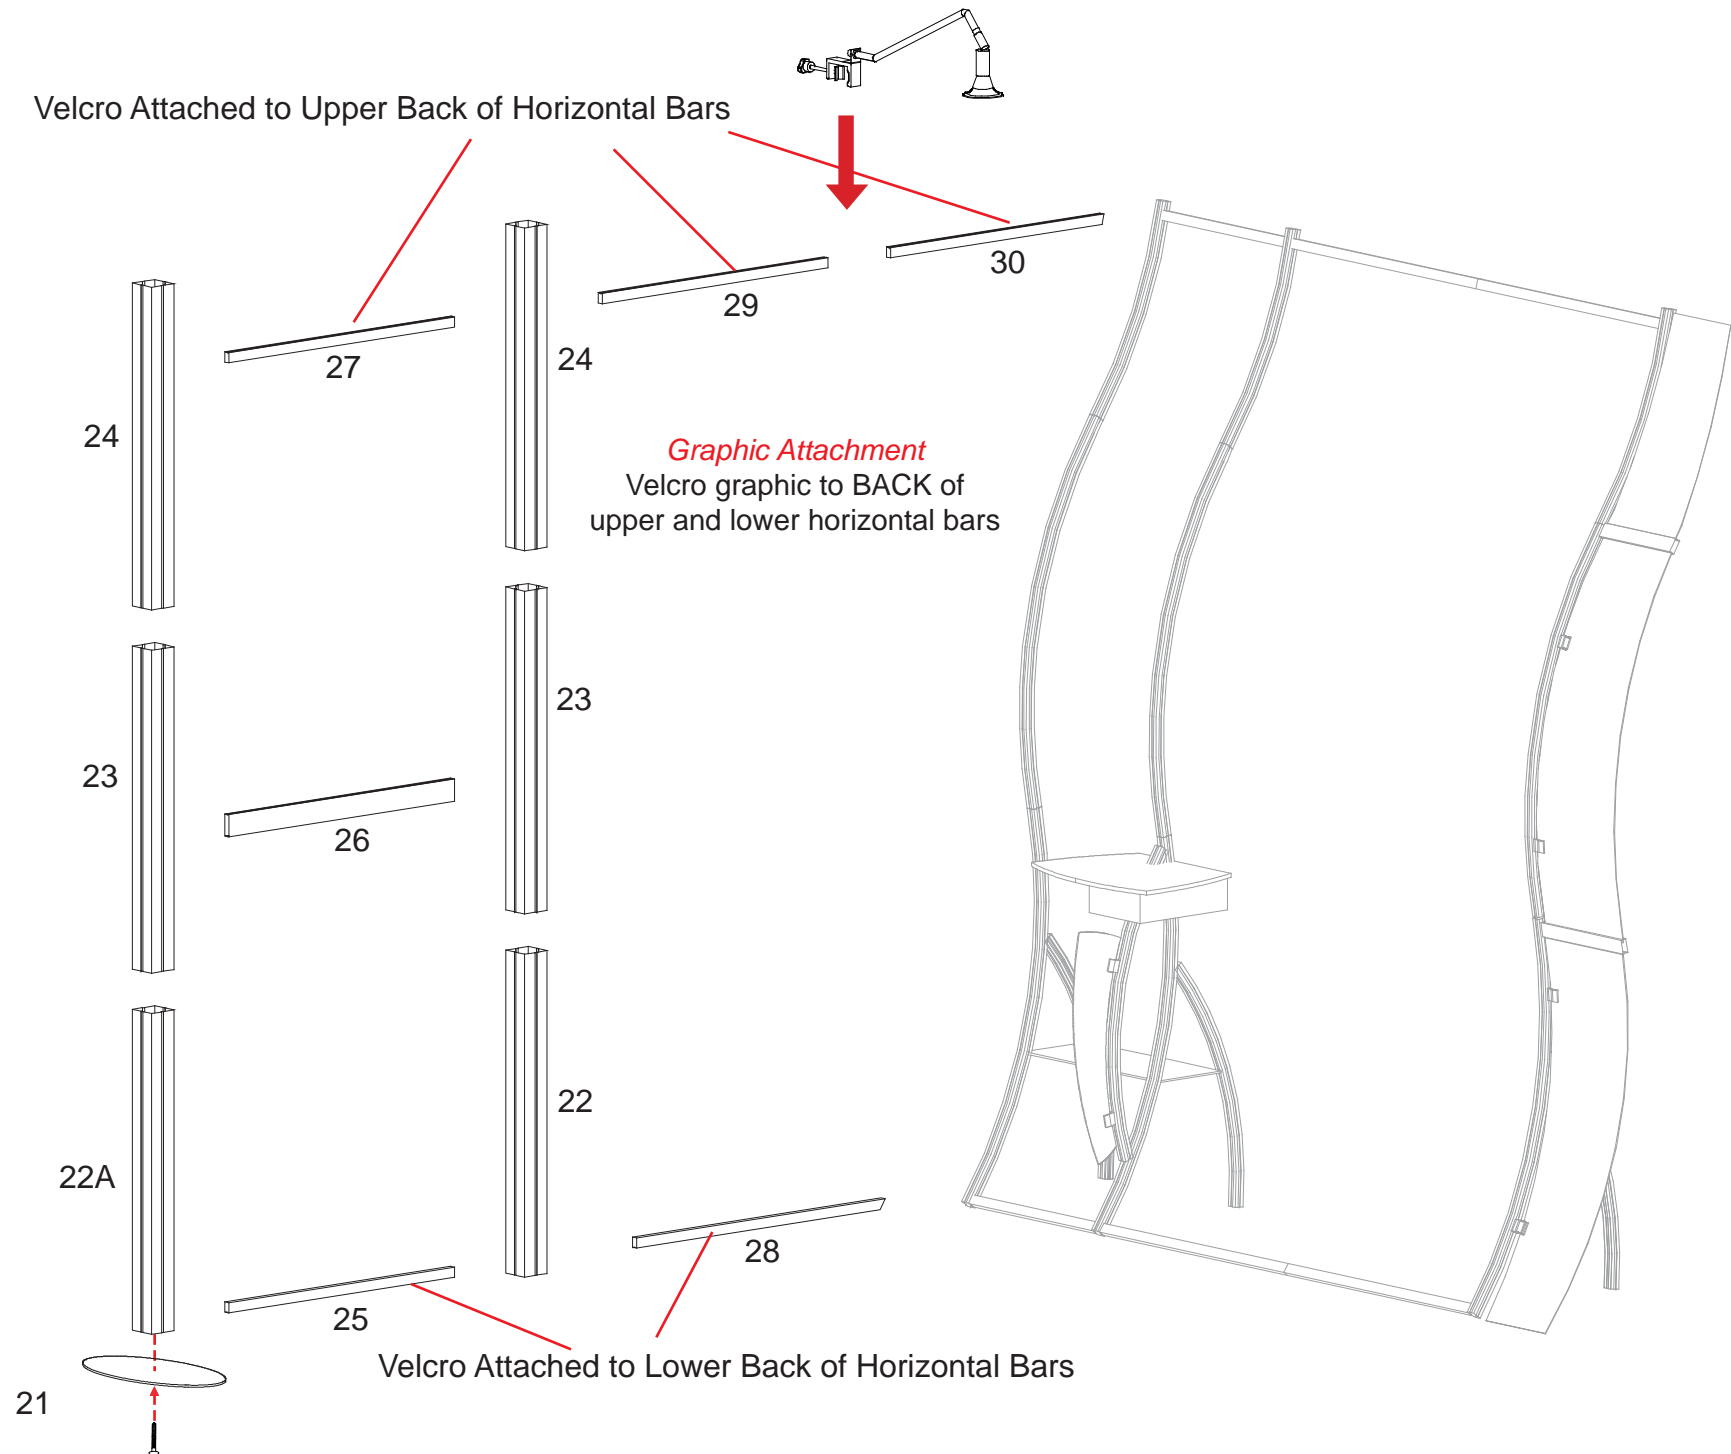 Velcro Attached to Upper Back of Horizontal Bars
30
29
27
24
24
Graphic Attachment
Velcro graphic to BACK of
upper and lower horizontal bars
23
23
26
22
22A
28
25
Velcro Attached to Lower Back of Horizontal Bars
21